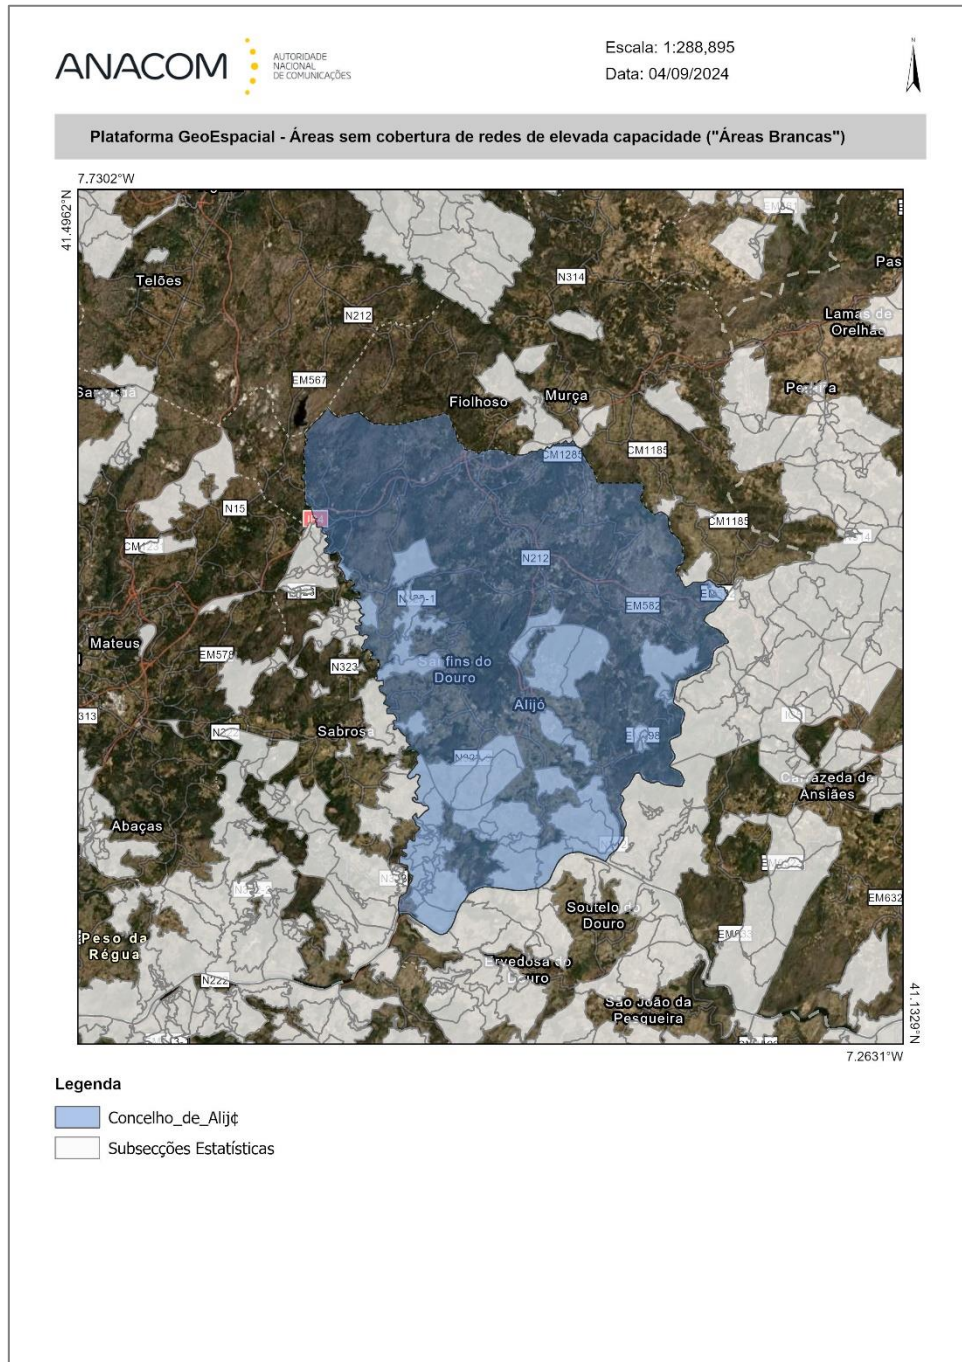 ANACOM
AUTORIDADE
NACIONAL
DE COMUNICAÇÕES
Escala: 1:288,895
Data: 04/09/2024
N
Plataforma GeoEspacial - Áreas sem cobertura de redes de elevada capacidade ("Áreas Brancas")
7.7302°W
41.4962°N
Telões
N314
Pas
N212
Lamas de
Orelhão
EM567
Fiolhoso
Murça
CM1285
CM1185
N15
CM1185
N212
EM582
Mateus
EM578
N323
Sanfins do
Douro
Alijó
313
Sabrosa
Carrazeda de
Ansiães
Abaças
EM632
Soutelo do
Douro
Peso da
Régua
Ervedosa do
Douro
N222
São João da
Pesqueira
41.1329°N
7.2631°W
Legenda
Concelho_de_Alij¢
Subsecções Estatísticas